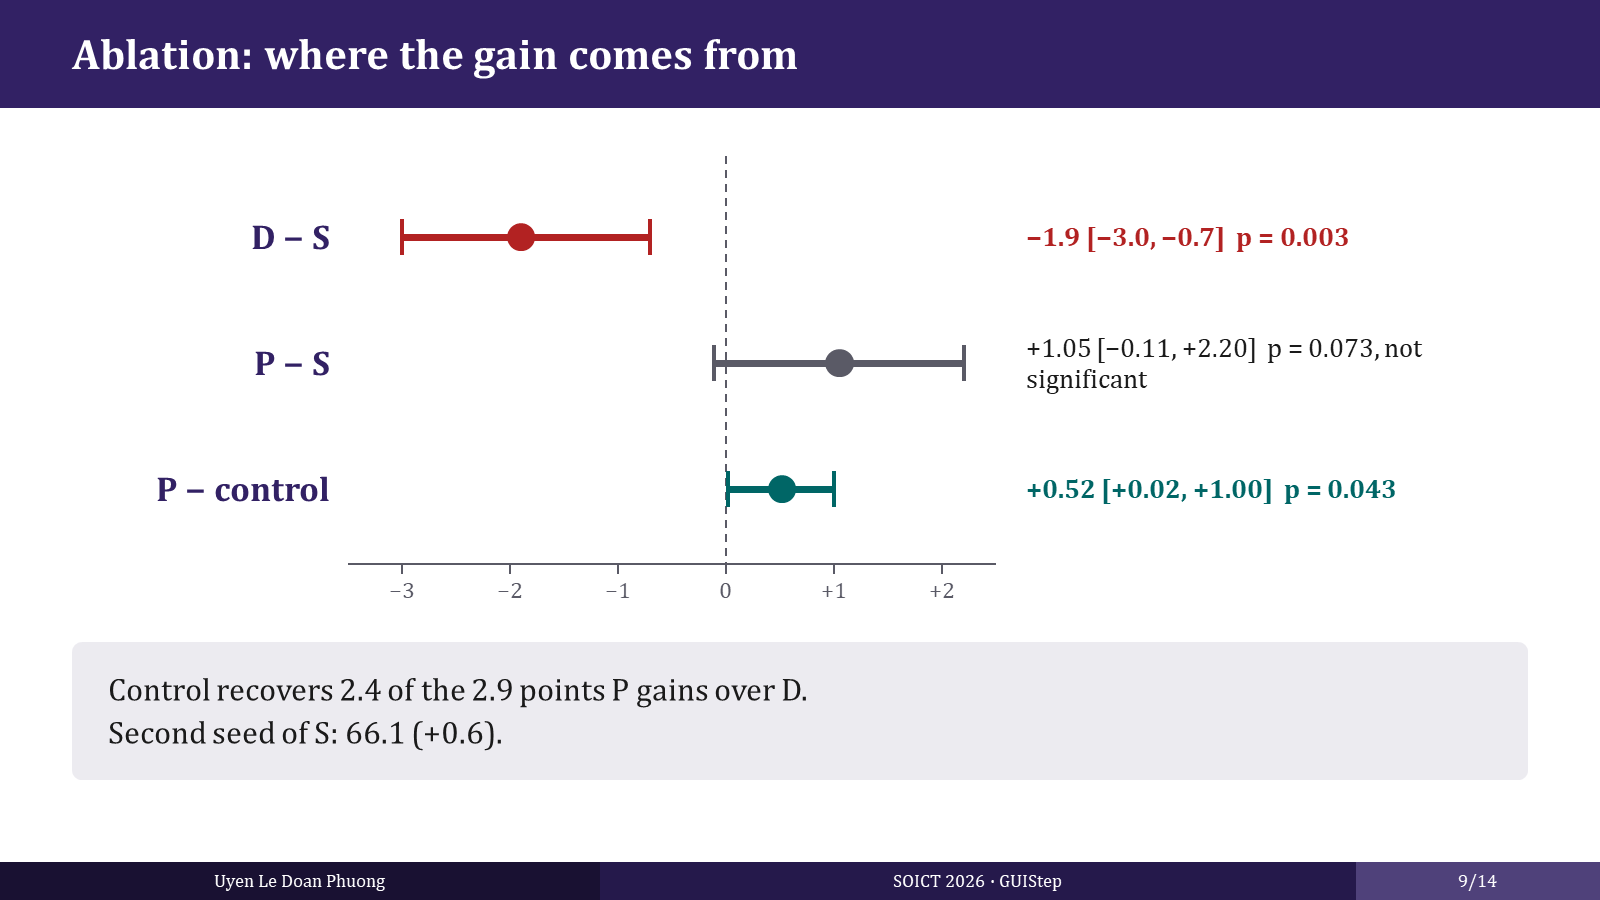 Ablation: where the gain comes from
D − S
−1.9 [−3.0, −0.7] p = 0.003
P − S
+1.05 [−0.11, +2.20] p = 0.073, not
significant
P − control
+0.52 [+0.02, +1.00] p = 0.043
−3 −2 −1 0 +1 +2
Control recovers 2.4 of the 2.9 points P gains over D.
Second seed of S: 66.1 (+0.6).
Uyen Le Doan Phuong
SOICT 2026 · GUIStep
9/14